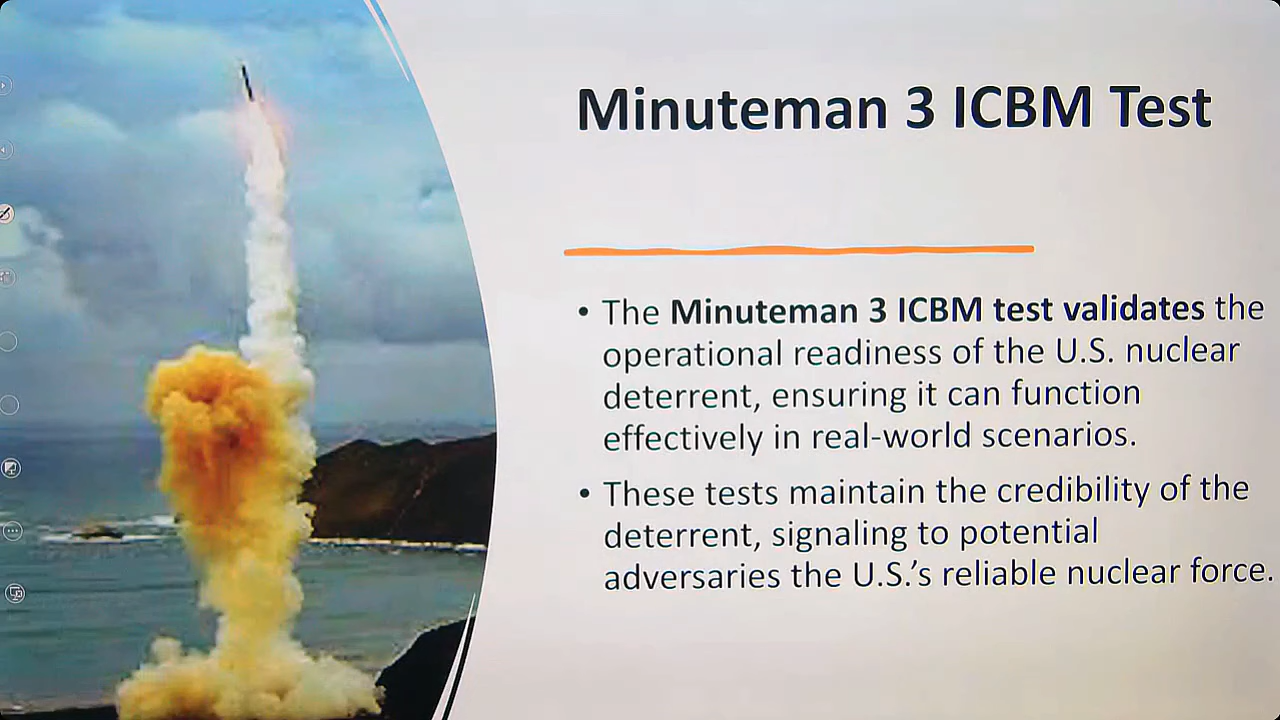 Minuteman 3 ICBM Test
• The Minuteman 3 ICBM test validates the
operational readiness of the U.S. nuclear
deterrent, ensuring it can function
effectively in real-world scenarios.
• These tests maintain the credibility of the
deterrent, signaling to potential
adversaries the U.S.’s reliable nuclear force.